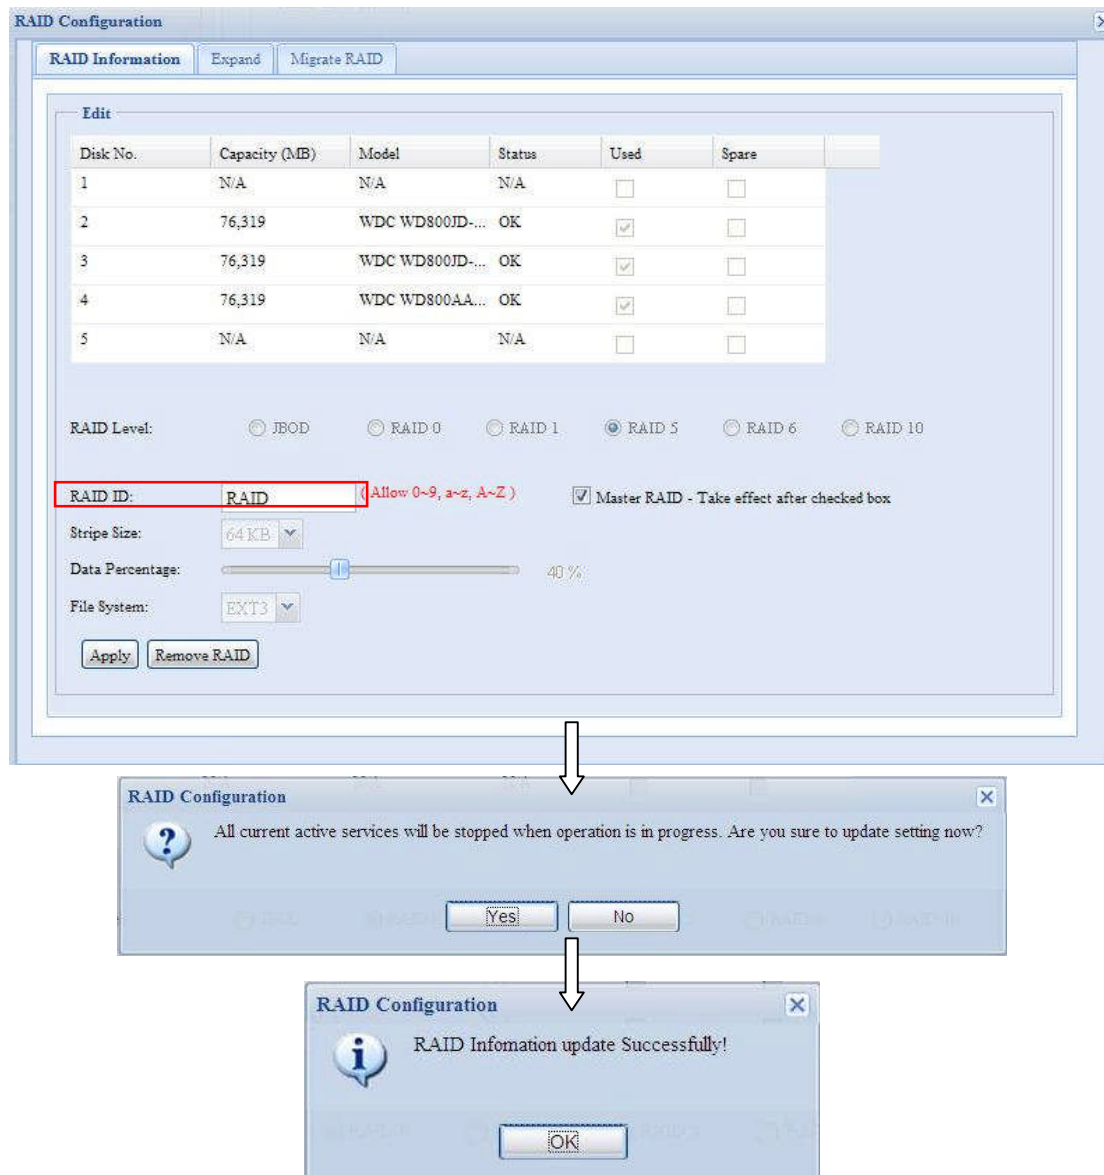 RAID Configuration
RAID Information Expand Migrate RAID
Edit
Disk No. Capacity (MB) Model Status Used Spare
1 N/A N/A N/A
2 76,319 WDC WD800JD-... OK
3 76,319 WDC WD800JD-... OK
4 76,319 WDC WD800AA... OK
5 N/A N/A N/A
RAID Level: JBOD RAID 0 RAID 1 RAID 5 RAID 6 RAID 10
RAID ID: RAID ( Allow 0~9, a~z, A~Z ) Master RAID - Take effect after checked box
Stripe Size: 64 KB
Data Percentage: 40 %
File System: EXT3
Apply Remove RAID
RAID Configuration
All current active services will be stopped when operation is in progress. Are you sure to update setting now?
Yes No
RAID Configuration
RAID Infomation update Successfully!
OK